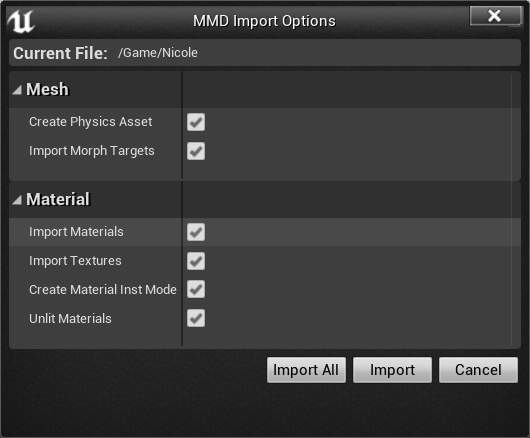 MMD Import Options
Current File: /Game/Nicole
Mesh
Create Physics Asset
Import Morph Targets
Material
Import Materials
Import Textures
Create Material Inst Mode
Unlit Materials
Import All Import Cancel